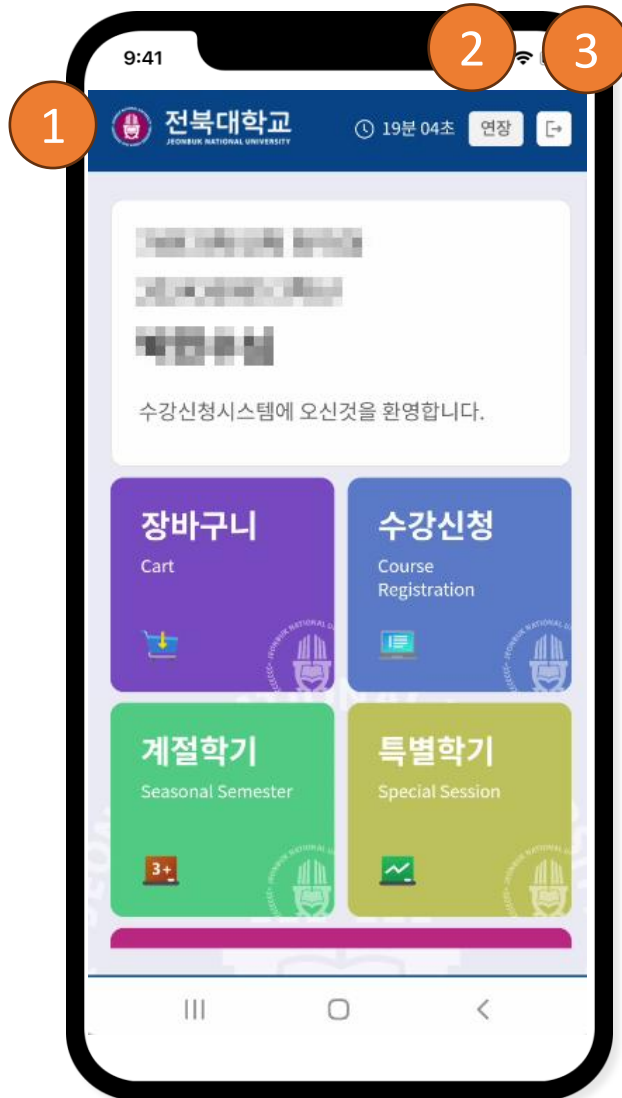 2
3
9:41
1
전북대학교
JEONBUK NATIONAL UNIVERSITY
19분 04초
연장
수강신청시스템에 오신것을 환영합니다.
장바구니
Cart
수강신청
Course
Registration
계절학기
Seasonal Semester
3+
특별학기
Special Session